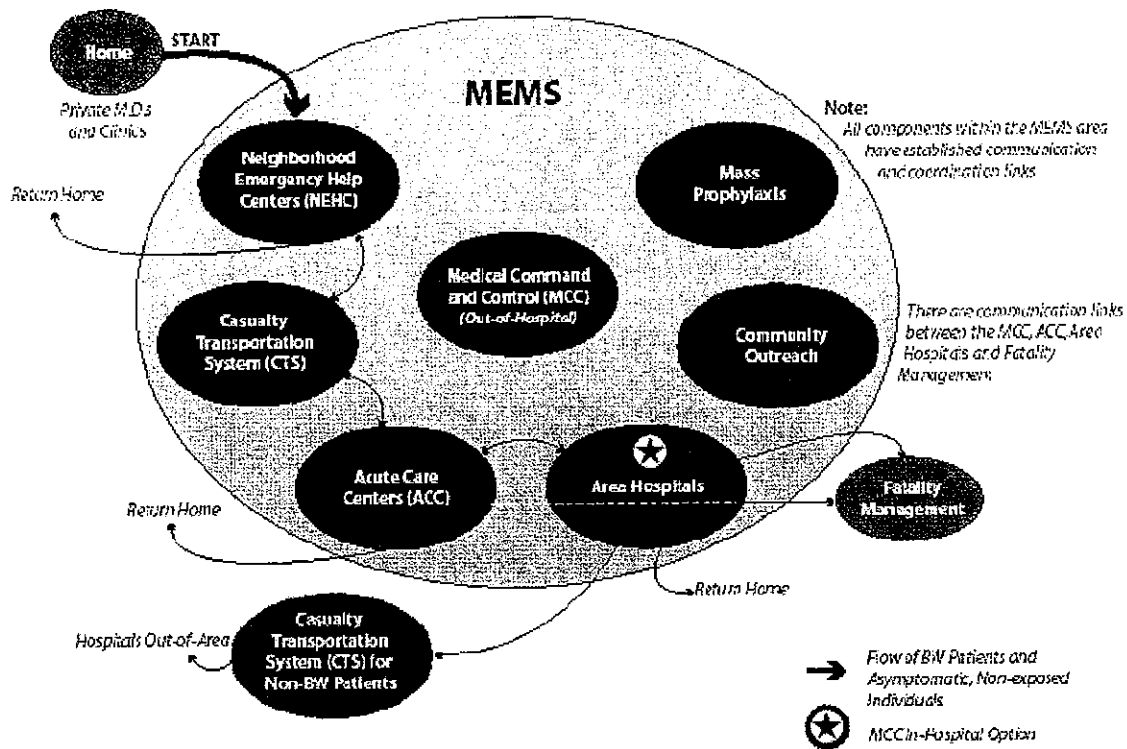 Home
START
Private M.D.s
and Clinics
MEMS
Neighborhood
Emergency Help
Centers (NEHC)
Return Home
Note:
All components within the MEMS area
have established communication
and coordination links
Mass
Prophylaxis
Medical Command
and Control (MCC)
(Out-of-Hospital)
Casualty
Transportation
System (CTS)
Community
Outreach
There are communication links
between the MCC, ACC, Area
Hospitals and Fatality
Management
Acute Care
Centers (ACC)
Area Hospitals
Fatality
Management
Return Home
Return Home
Casualty
Transportation
System (CTS) for
Non-BW Patients
Hospitals Out-of-Area
Flow of BW Patients and
Asymptomatic, Non-exposed
Individuals
MCC In-Hospital Option